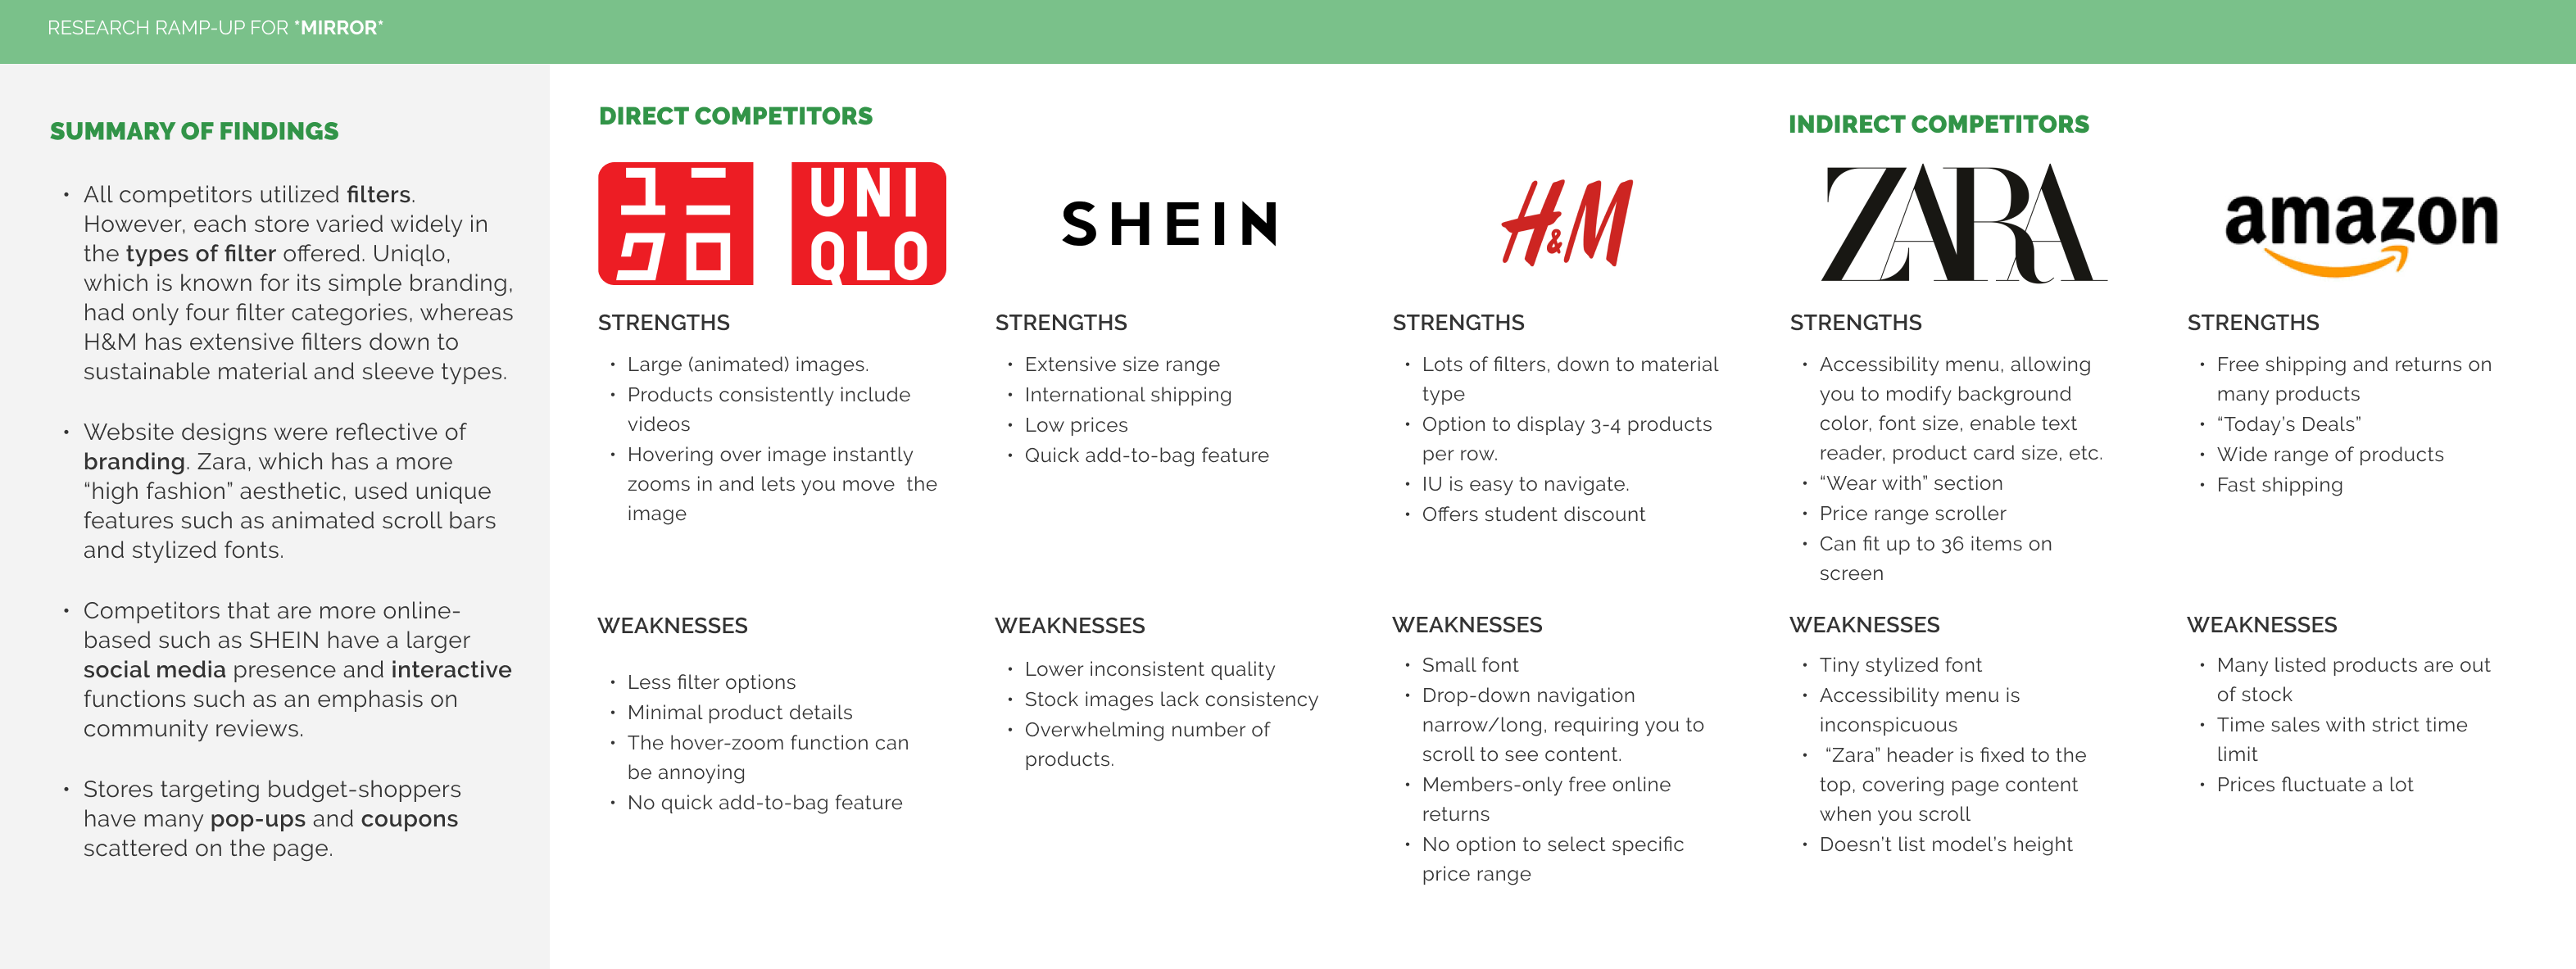 RESEARCH RAMP-UP FOR *MIRROR*
SUMMARY OF FINDINGS
• All competitors utilized filters.
However, each store varied widely in
the types of filter offered. Uniqlo,
which is known for its simple branding,
had only four filter categories, whereas
H&M has extensive filters down to
sustainable material and sleeve types.
• Website designs were reflective of
branding. Zara, which has a more
“high fashion” aesthetic, used unique
features such as animated scroll bars
and stylized fonts.
• Competitors that are more online-
based such as SHEIN have a larger
social media presence and interactive
functions such as an emphasis on
community reviews.
• Stores targeting budget-shoppers
have many pop-ups and coupons
scattered on the page.
DIRECT COMPETITORS
ユニ
クロ
UNI
QLO
STRENGTHS
• Large (animated) images.
• Products consistently include
videos
• Hovering over image instantly
zooms in and lets you move  the
image
WEAKNESSES
• Less filter options
• Minimal product details
• The hover-zoom function can
be annoying
• No quick add-to-bag feature
SHEIN
STRENGTHS
• Extensive size range
• International shipping
• Low prices
• Quick add-to-bag feature
WEAKNESSES
• Lower inconsistent quality
• Stock images lack consistency
• Overwhelming number of
products.
H&M
STRENGTHS
• Lots of filters, down to material
type
• Option to display 3-4 products
per row.
• IU is easy to navigate.
• Offers student discount
WEAKNESSES
• Small font
• Drop-down navigation
narrow/long, requiring you to
scroll to see content.
• Members-only free online
returns
• No option to select specific
price range
INDIRECT COMPETITORS
ZARA
STRENGTHS
• Accessibility menu, allowing
you to modify background
color, font size, enable text
reader, product card size, etc.
• “Wear with” section
• Price range scroller
• Can fit up to 36 items on
screen
WEAKNESSES
• Tiny stylized font
• Accessibility menu is
inconspicuous
• “Zara” header is fixed to the
top, covering page content
when you scroll
• Doesn’t list model’s height
amazon
STRENGTHS
• Free shipping and returns on
many products
• “Today’s Deals”
• Wide range of products
• Fast shipping
WEAKNESSES
• Many listed products are out
of stock
• Time sales with strict time
limit
• Prices fluctuate a lot